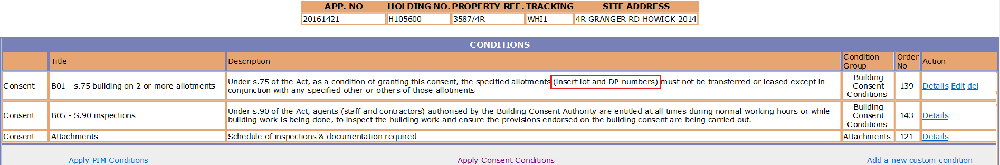 APP. NO HOLDING NO. PROPERTY REF. TRACKING SITE ADDRESS
20161421 H105600 3587/4R WHI1 4R GRANGER RD HOWICK 2014
CONDITIONS
Title Description Condition Group Order No Action
Consent B01 - s.75 building on 2 or more allotments Under s.75 of the Act, as a condition of granting this consent, the specified allotments (insert lot and DP numbers) must not be transferred or leased except in
conjunction with any specified other or others of those allotments Building Consent Conditions 139 Details Edit del
Consent B05 - S.90 inspections Under s.90 of the Act, agents (staff and contractors) authorised by the Building Consent Authority are entitled at all times during normal working hours or while
building work is being done, to inspect the building work and ensure the provisions endorsed on the building consent are being carried out. Building Consent Conditions 143 Details
Consent Attachments Schedule of inspections & documentation required Attachments 121 Details
Apply PIM Conditions Apply Consent Conditions Add a new custom condition